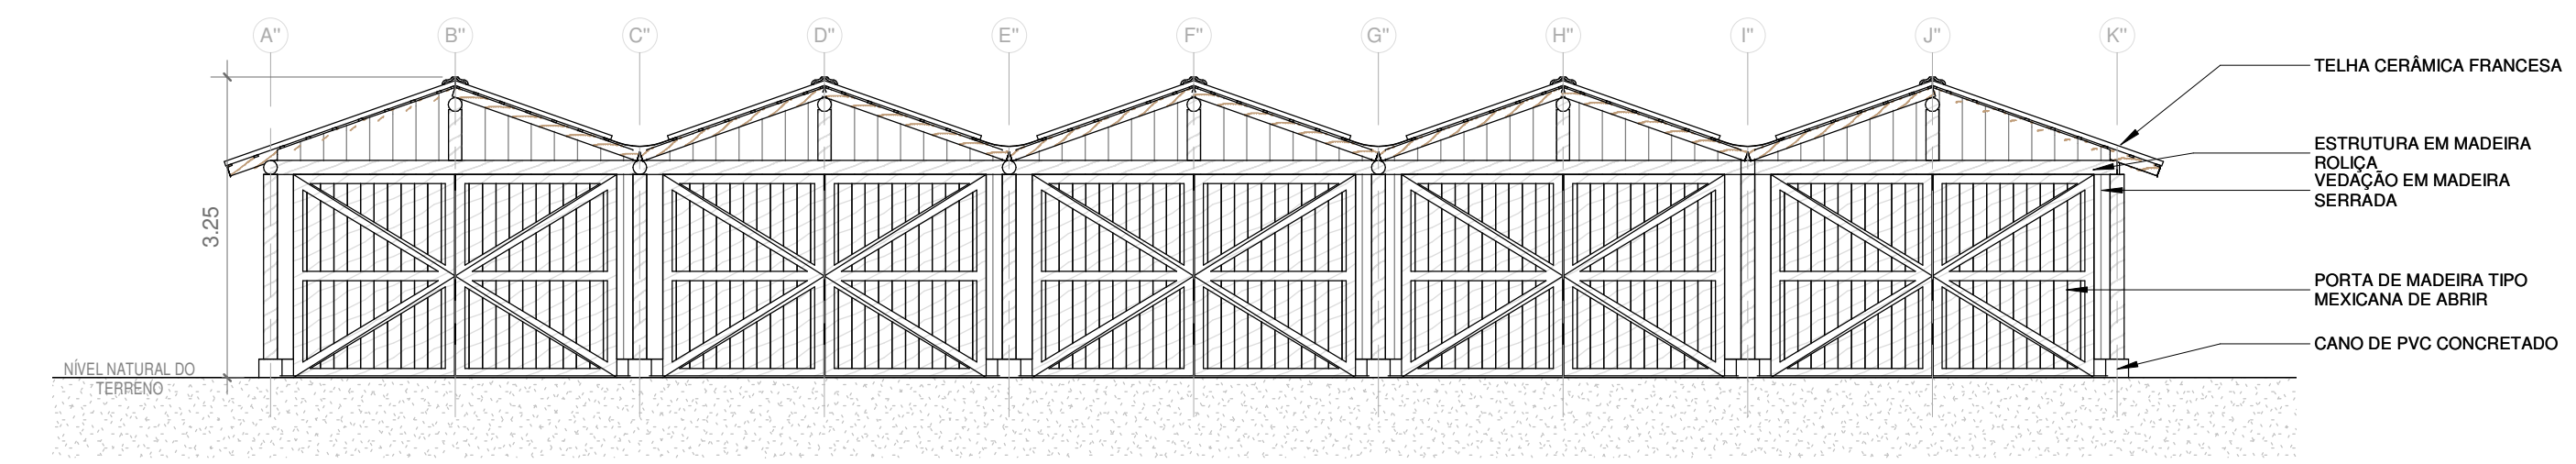 A" B" C" D" E" F" G" H" I" J" K"
TELHA CERÂMICA FRANCESA
ESTRUTURA EM MADEIRA
ROLIÇA
VEDAÇÃO EM MADEIRA
SERRADA
3.25
PORTA DE MADEIRA TIPO
MEXICANA DE ABRIR
CANO DE PVC CONCRETADO
NÍVEL NATURAL DO
TERRENO